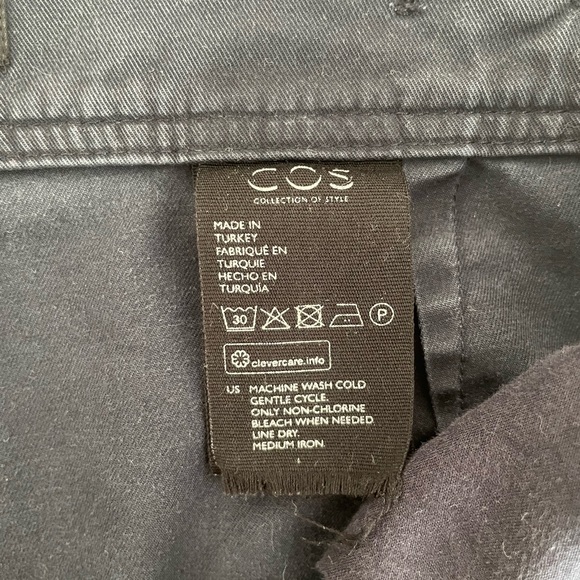 COS
COLLECTION OF STYLE
MADE IN
TURKEY
FABRIQUÉ EN
TURQUIE
HECHO EN
TURQUÍA
30 P
clevercare.info
US MACHINE WASH COLD
GENTLE CYCLE.
ONLY NON-CHLORINE
BLEACH WHEN NEEDED
LINE DRY.
MEDIUM IRON.